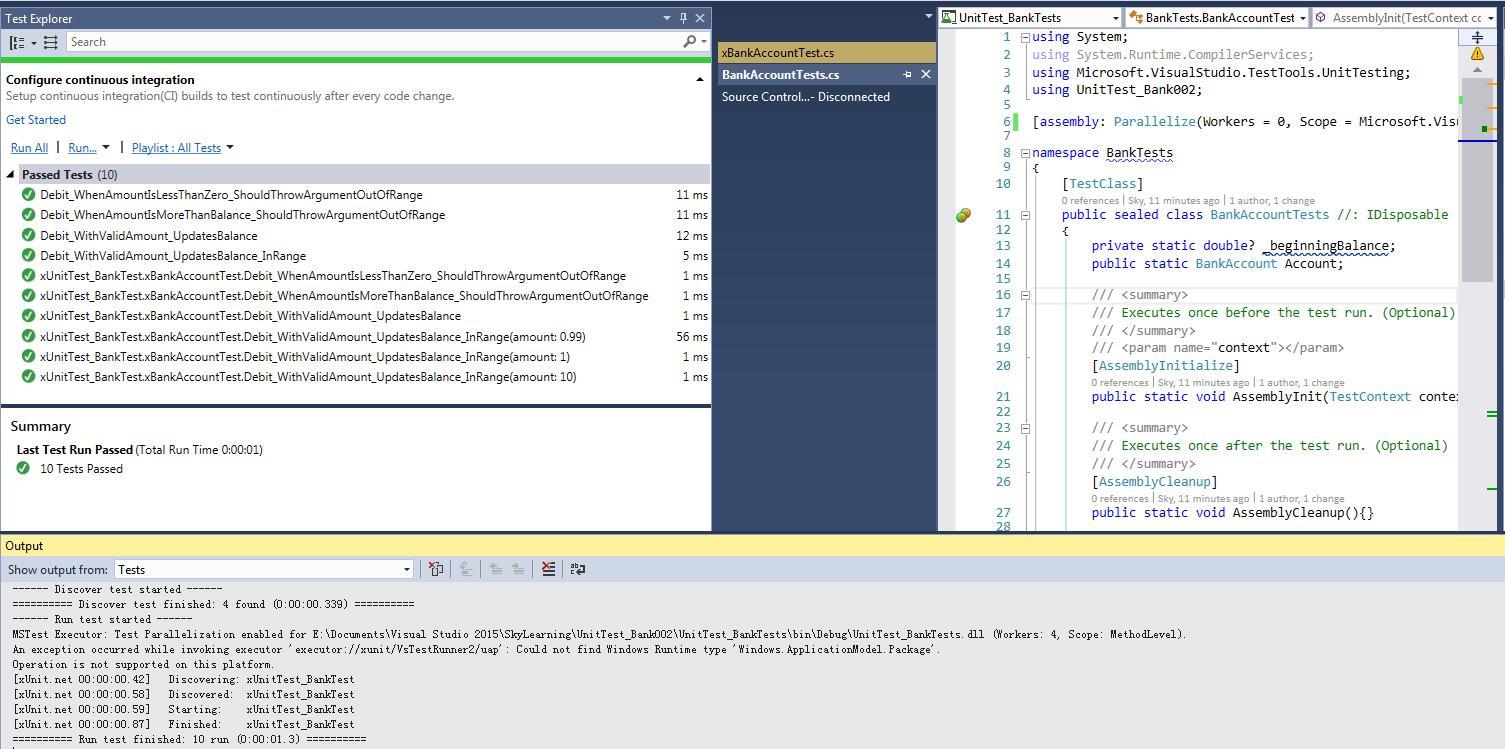 Test Explorer
Search
Configure continuous integration
Setup continuous integration(CI) builds to test continuously after every code change.
Get Started
Run All | Run... | Playlist : All Tests
Passed Tests (10)
Debit_WhenAmountIsLessThanZero_ShouldThrowArgumentOutOfRange 11 ms
Debit_WhenAmountIsMoreThanBalance_ShouldThrowArgumentOutOfRange 11 ms
Debit_WithValidAmount_UpdatesBalance 12 ms
Debit_WithValidAmount_UpdatesBalance_InRange 5 ms
xUnitTest_BankTest.xBankAccountTest.Debit_WhenAmountIsLessThanZero_ShouldThrowArgumentOutOfRange 1 ms
xUnitTest_BankTest.xBankAccountTest.Debit_WhenAmountIsMoreThanBalance_ShouldThrowArgumentOutOfRange 1 ms
xUnitTest_BankTest.xBankAccountTest.Debit_WithValidAmount_UpdatesBalance 1 ms
xUnitTest_BankTest.xBankAccountTest.Debit_WithValidAmount_UpdatesBalance_InRange(amount: 0.99) 56 ms
xUnitTest_BankTest.xBankAccountTest.Debit_WithValidAmount_UpdatesBalance_InRange(amount: 1) 1 ms
xUnitTest_BankTest.xBankAccountTest.Debit_WithValidAmount_UpdatesBalance_InRange(amount: 10) 1 ms
Summary
Last Test Run Passed (Total Run Time 0:00:01)
10 Tests Passed
xBankAccountTest.cs
BankAccountTests.cs
Source Control...- Disconnected
UnitTest_BankTests BankTests.BankAccountTest AssemblyInit(TestContext cc
1 using System;
2 using System.Runtime.CompilerServices;
3 using Microsoft.VisualStudio.TestTools.UnitTesting;
4 using UnitTest_Bank002;
5
6 [assembly: Parallelize(Workers = 0, Scope = Microsoft.Visu
7
8 namespace BankTests
9 {
10 [TestClass]
0 references | Sky, 11 minutes ago | 1 author, 1 change
11 public sealed class BankAccountTests //: IDisposable
12 {
13 private static double? _beginningBalance;
14 public static BankAccount Account;
15
16 /// <summary>
17 /// Executes once before the test run. (Optional)
18 /// </summary>
19 /// <param name="context"></param>
20 [AssemblyInitialize]
0 references | Sky, 11 minutes ago | 1 author, 1 change
21 public static void AssemblyInit(TestContext conte
22
23 /// <summary>
24 /// Executes once after the test run. (Optional)
25 /// </summary>
26 [AssemblyCleanup]
0 references | Sky, 11 minutes ago | 1 author, 1 change
27 public static void AssemblyCleanup(){}
28
Output
Show output from: Tests
------ Discover test started ------
========== Discover test finished: 4 found (0:00:00.339) ==========
------ Run test started ------
MSTest Executor: Test Parallelization enabled for E:\Documents\Visual Studio 2015\SkyLearning\UnitTest_Bank002\UnitTest_BankTests\bin\Debug\UnitTest_BankTests.dll (Workers: 4, Scope: MethodLevel).
An exception occurred while invoking executor 'executor://xunit/VsTestRunner2/uap': Could not find Windows Runtime type 'Windows.ApplicationModel.Package'.
Operation is not supported on this platform.
[xUnit.net 00:00:00.42] Discovering: xUnitTest_BankTest
[xUnit.net 00:00:00.58] Discovered: xUnitTest_BankTest
[xUnit.net 00:00:00.59] Starting: xUnitTest_BankTest
[xUnit.net 00:00:00.87] Finished: xUnitTest_BankTest
========== Run test finished: 10 run (0:00:01.3) ==========